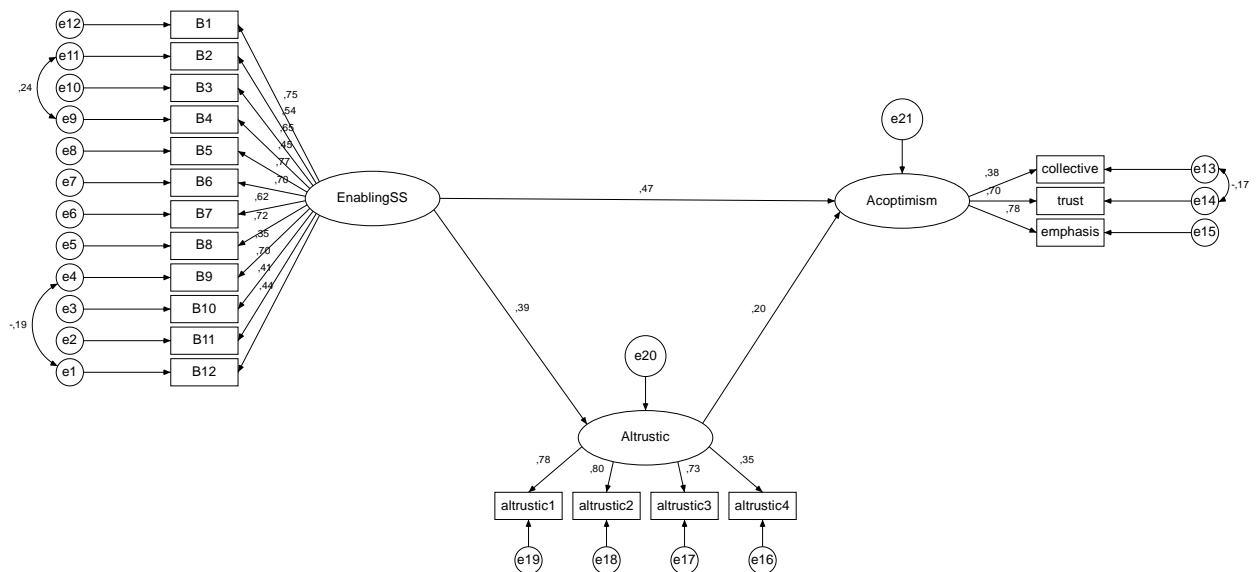 e12 B1
e11 B2
e10 B3
e9 B4
e8 B5
e7 B6
e6 B7
e5 B8
e4 B9
e3 B10
e2 B11
e1 B12
,24
-,19
,75
,54
,65
,45
,77
,70
,62
,72
,35
,70
,41
,44
EnablingSS
,47
,39
,20
e21
Acoptimism
,38
,70
,78
collective e13
trust e14
emphasis e15
-,17
e20
Altrustic
,78
,80
,73
,35
altrustic1 altrustic2 altrustic3 altrustic4
e19 e18 e17 e16